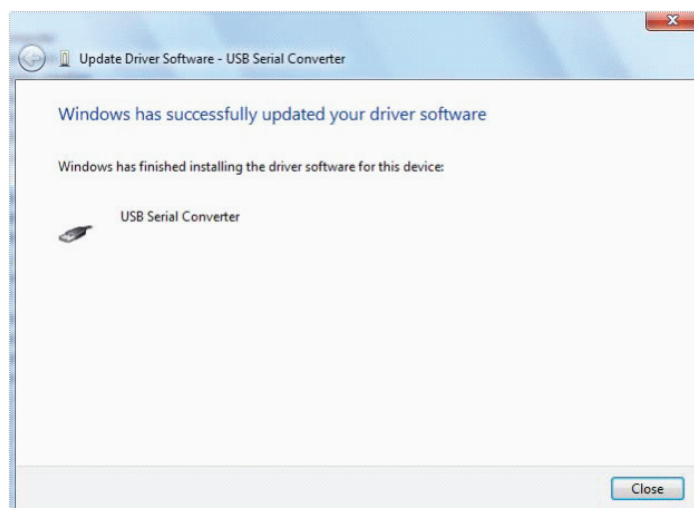 Update Driver Software - USB Serial Converter
Windows has successfully updated your driver software
Windows has finished installing the driver software for this device:
USB Serial Converter
Close